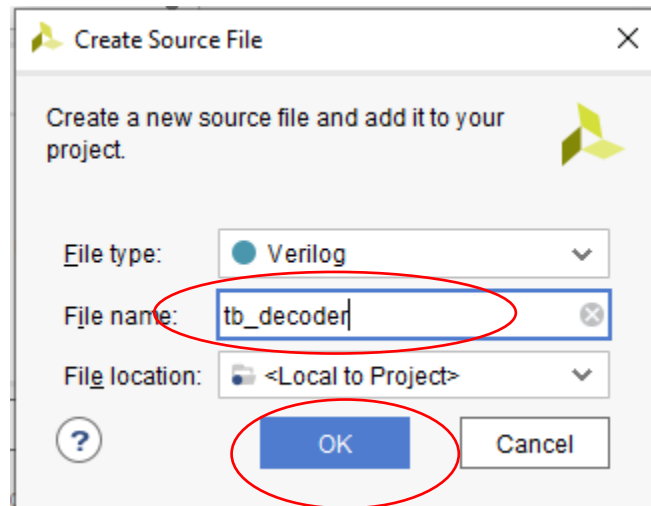 Create Source File
Create a new source file and add it to your
project.
File type: Verilog
File name: tb_decoder
File location: <Local to Project>
? OK Cancel